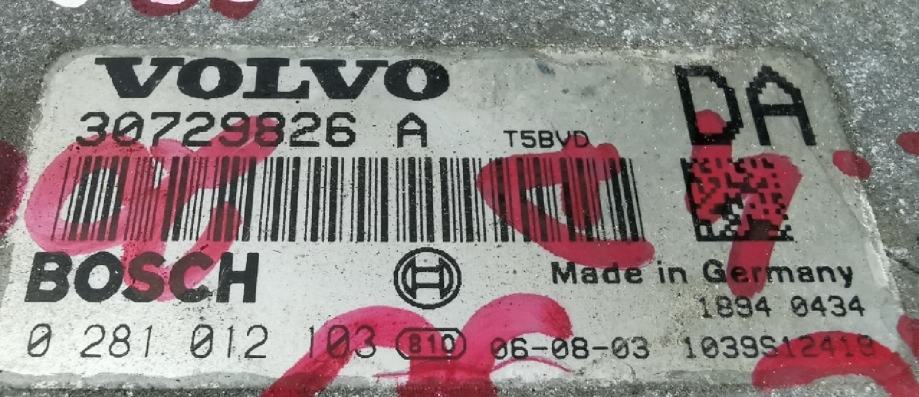 VOLVO
DA
30729826 A T5BVD
BOSCH
Made in Germany
1894 0434
0 281 012 103 810 06-08-03 1039S12418